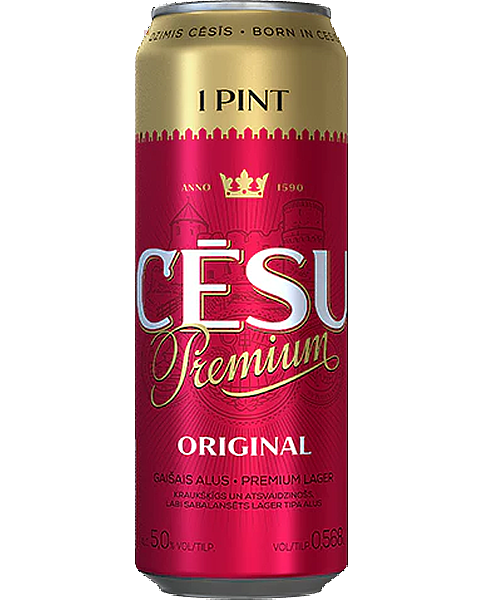 DZIMIS CĒSĪS • BORN IN CĒS
1 PINT
ANNO 1590
CĒSU
Premium
ORIGINAL
GAIŠAIS ALUS • PREMIUM LAGER
KRAUKŠĶĪGS UN ATSVAIDZINOŠS,
LABI SABALANSĒTS LAGER TIPA ALUS
ALC. 5.0% VOL/TILP. VOL/TILP. 0,568